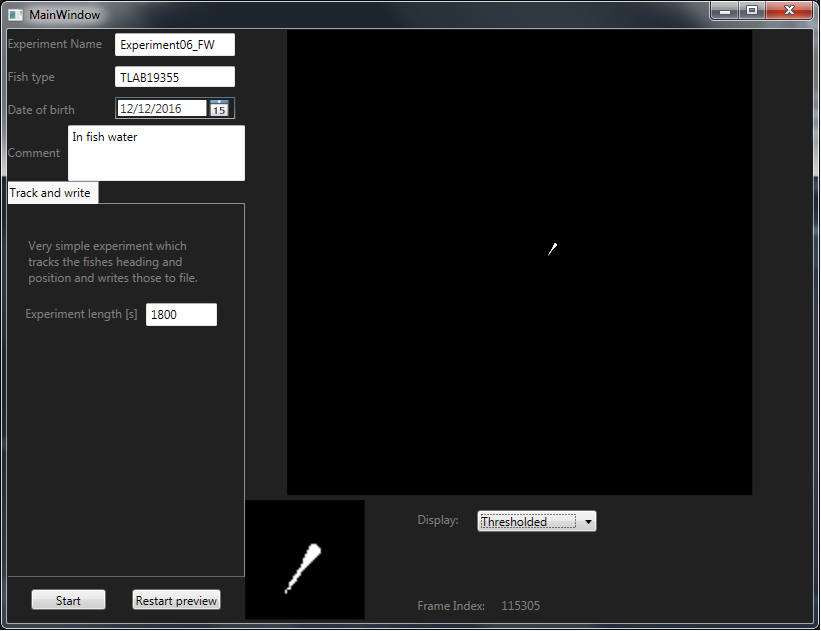 MainWindow
Experiment Name Experiment06_FW
Fish type TLAB19355
Date of birth 12/12/2016 15
Comment In fish water
Track and write
Very simple experiment which
tracks the fishes heading and
position and writes those to file.
Experiment length [s] 1800
Display: Thresholded
Start Restart preview
Frame Index: 115305